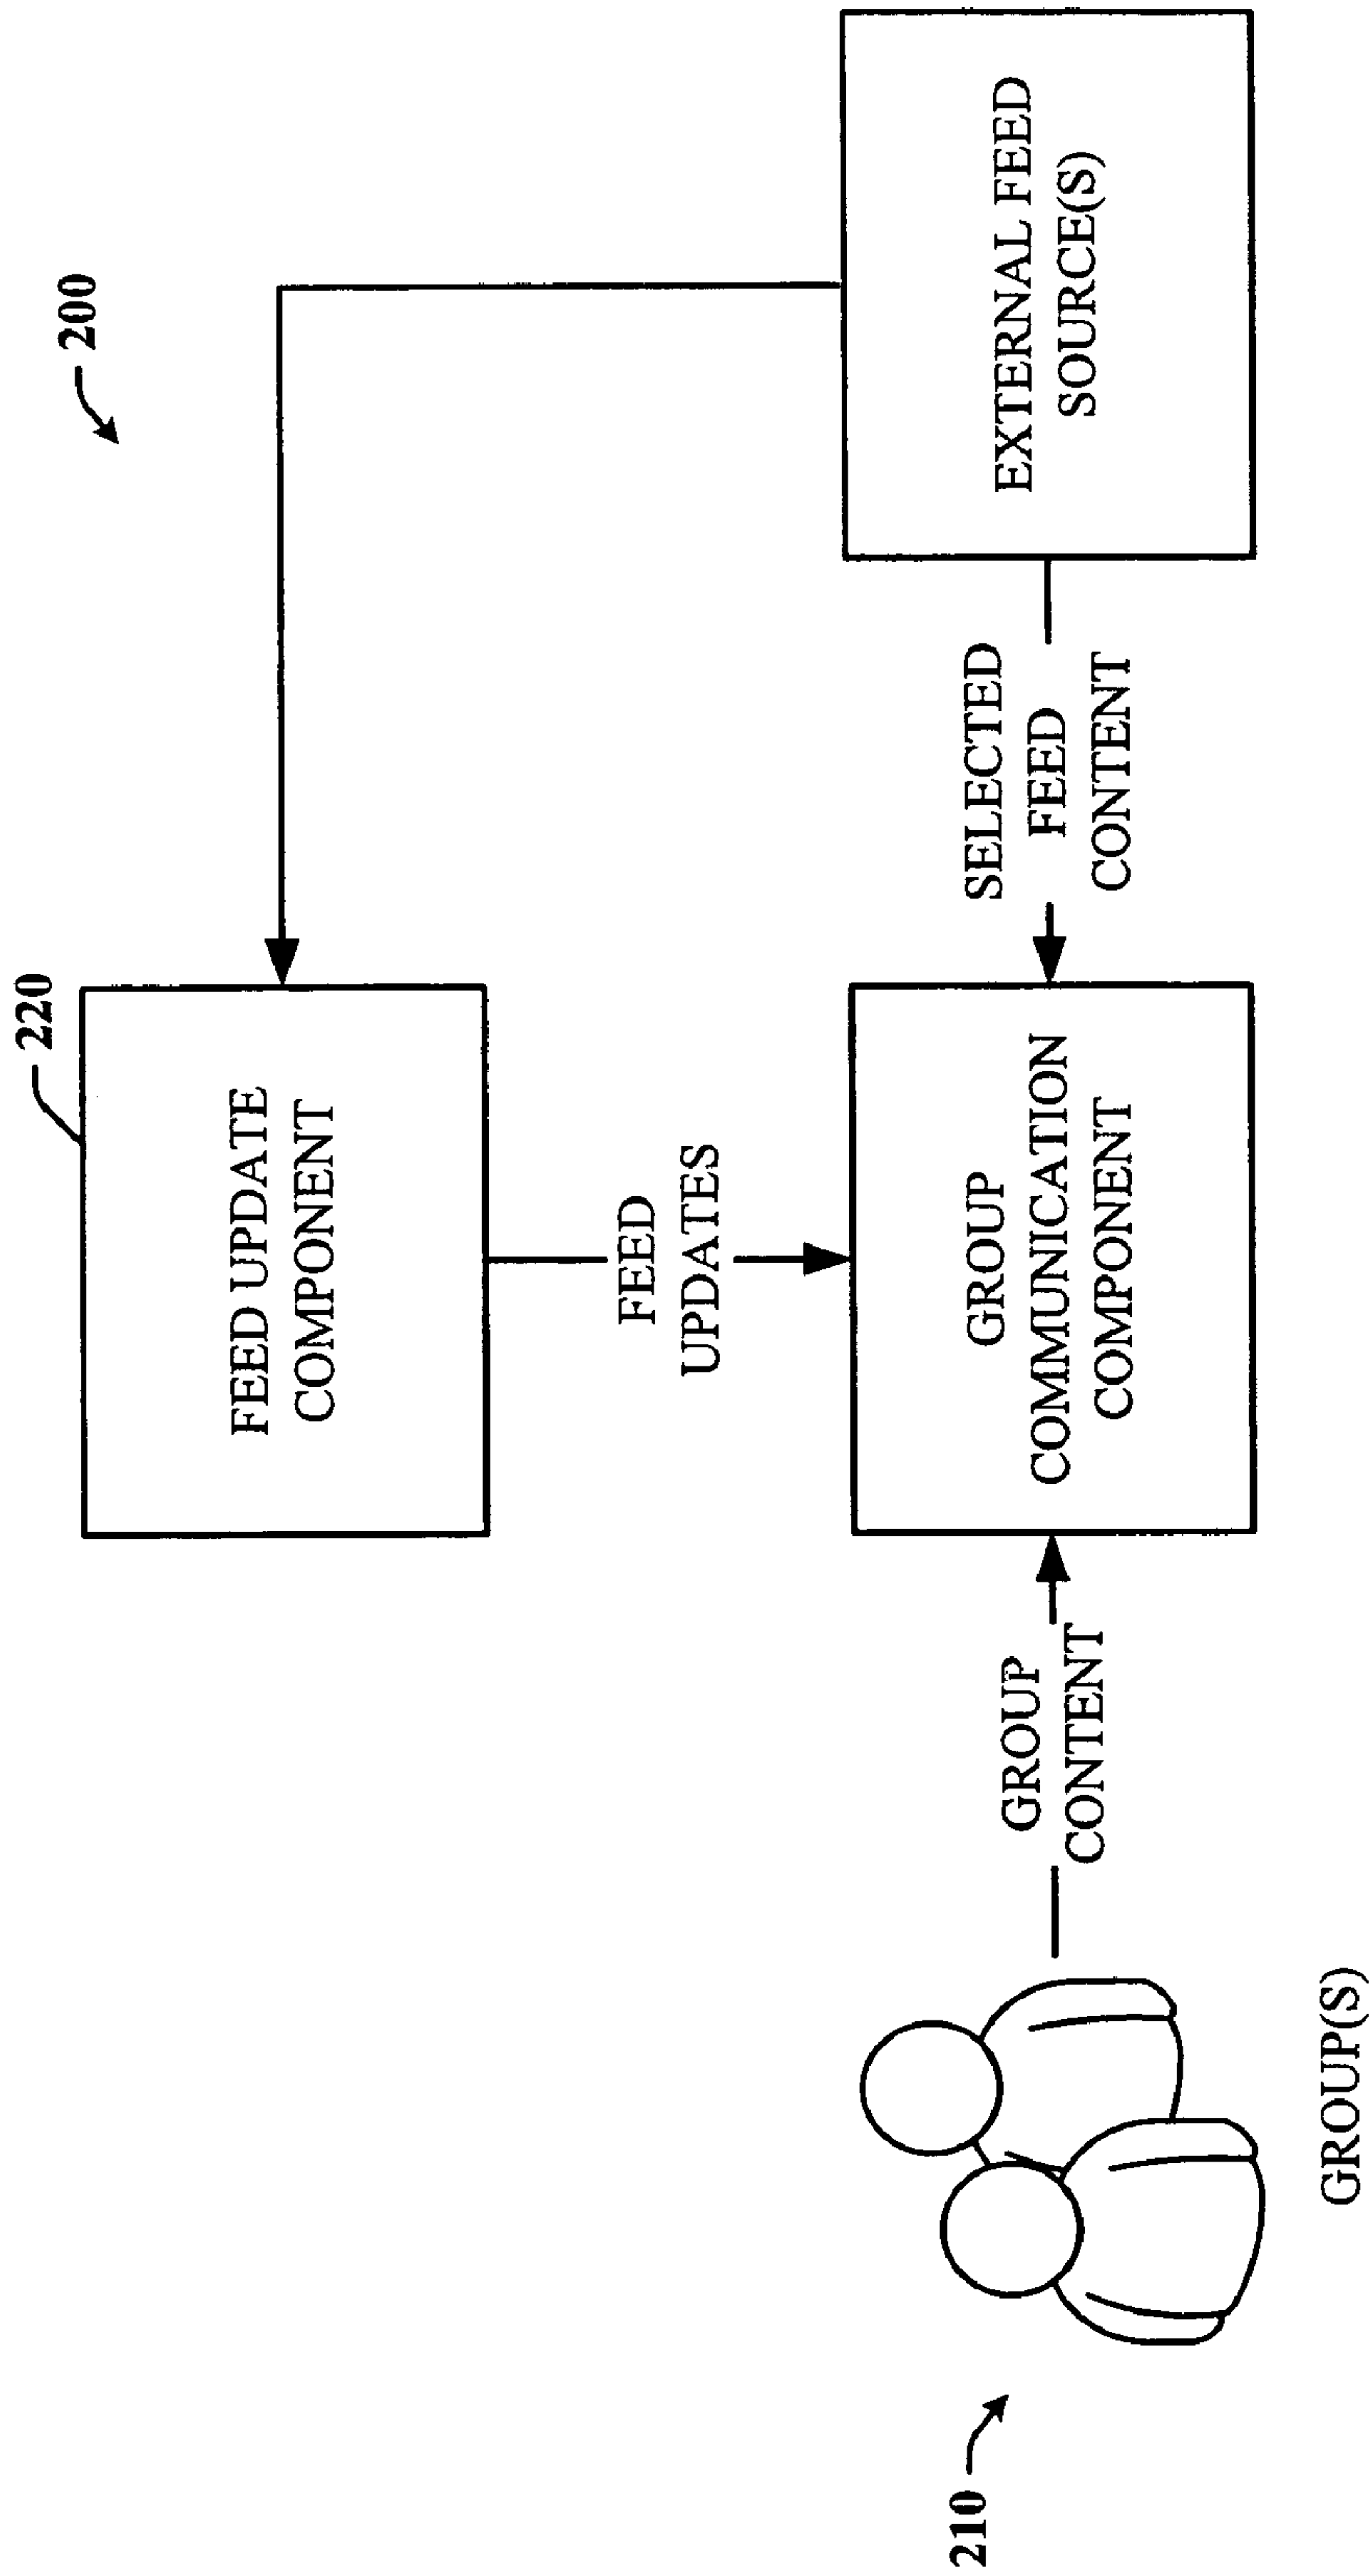 200
220
FEED UPDATE
COMPONENT
FEED
UPDATES
210
GROUP(S)
GROUP
CONTENT
GROUP
COMMUNICATION
COMPONENT
SELECTED
FEED
CONTENT
EXTERNAL FEED
SOURCE(S)